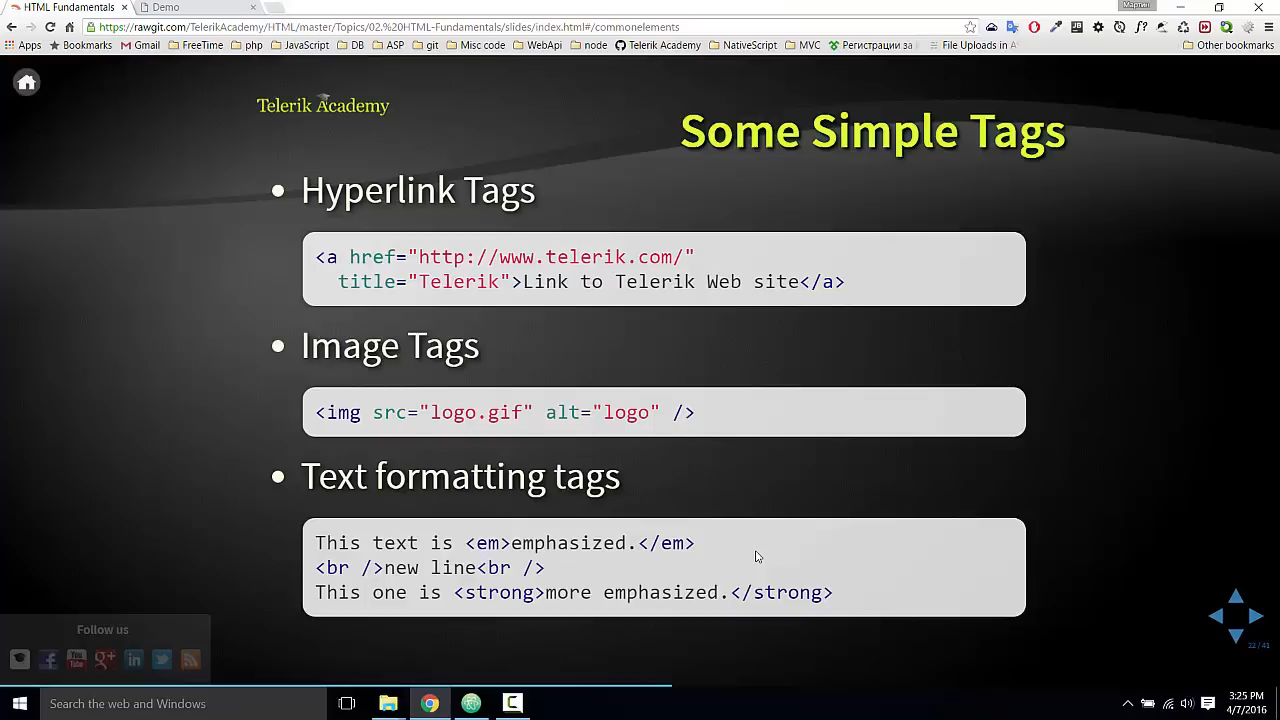 HTML Fundamentals
Demo
Мартин
https://rawgit.com/TelerikAcademy/HTML/master/Topics/02.%20HTML-Fundamentals/slides/index.html#/commonelements
Apps Bookmarks Gmail FreeTime php JavaScript DB ASP git Misc code WebApi node Telerik Academy NativeScript MVC Регистрации за File Uploads in A Other bookmarks
Telerik Academy
Some Simple Tags
• Hyperlink Tags
<a href="http://www.telerik.com/"
title="Telerik">Link to Telerik Web site</a>
• Image Tags
<img src="logo.gif" alt="logo" />
• Text formatting tags
This text is <em>emphasized.</em>
<br />new line<br />
This one is <strong>more emphasized.</strong>
Follow us
22 / 41
Search the web and Windows
3:25 PM
4/7/2016